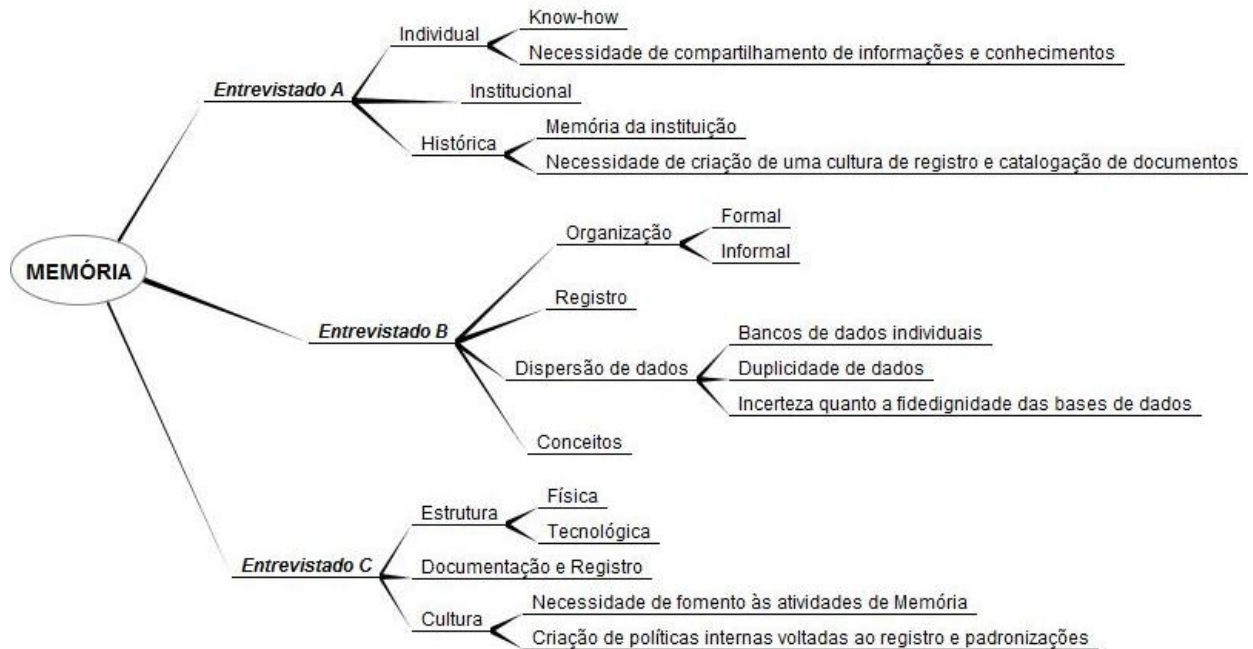 MEMÓRIA
Entrevistado A
Individual
Know-how
Necessidade de compartilhamento de informações e conhecimentos
Institucional
Histórica
Memória da instituição
Necessidade de criação de uma cultura de registro e catalogação de documentos
Entrevistado B
Organização
Formal
Informal
Registro
Dispersão de dados
Bancos de dados individuais
Duplicidade de dados
Incerteza quanto a fidedignidade das bases de dados
Conceitos
Entrevistado C
Estrutura
Física
Tecnológica
Documentação e Registro
Cultura
Necessidade de fomento às atividades de Memória
Criação de políticas internas voltadas ao registro e padronizações